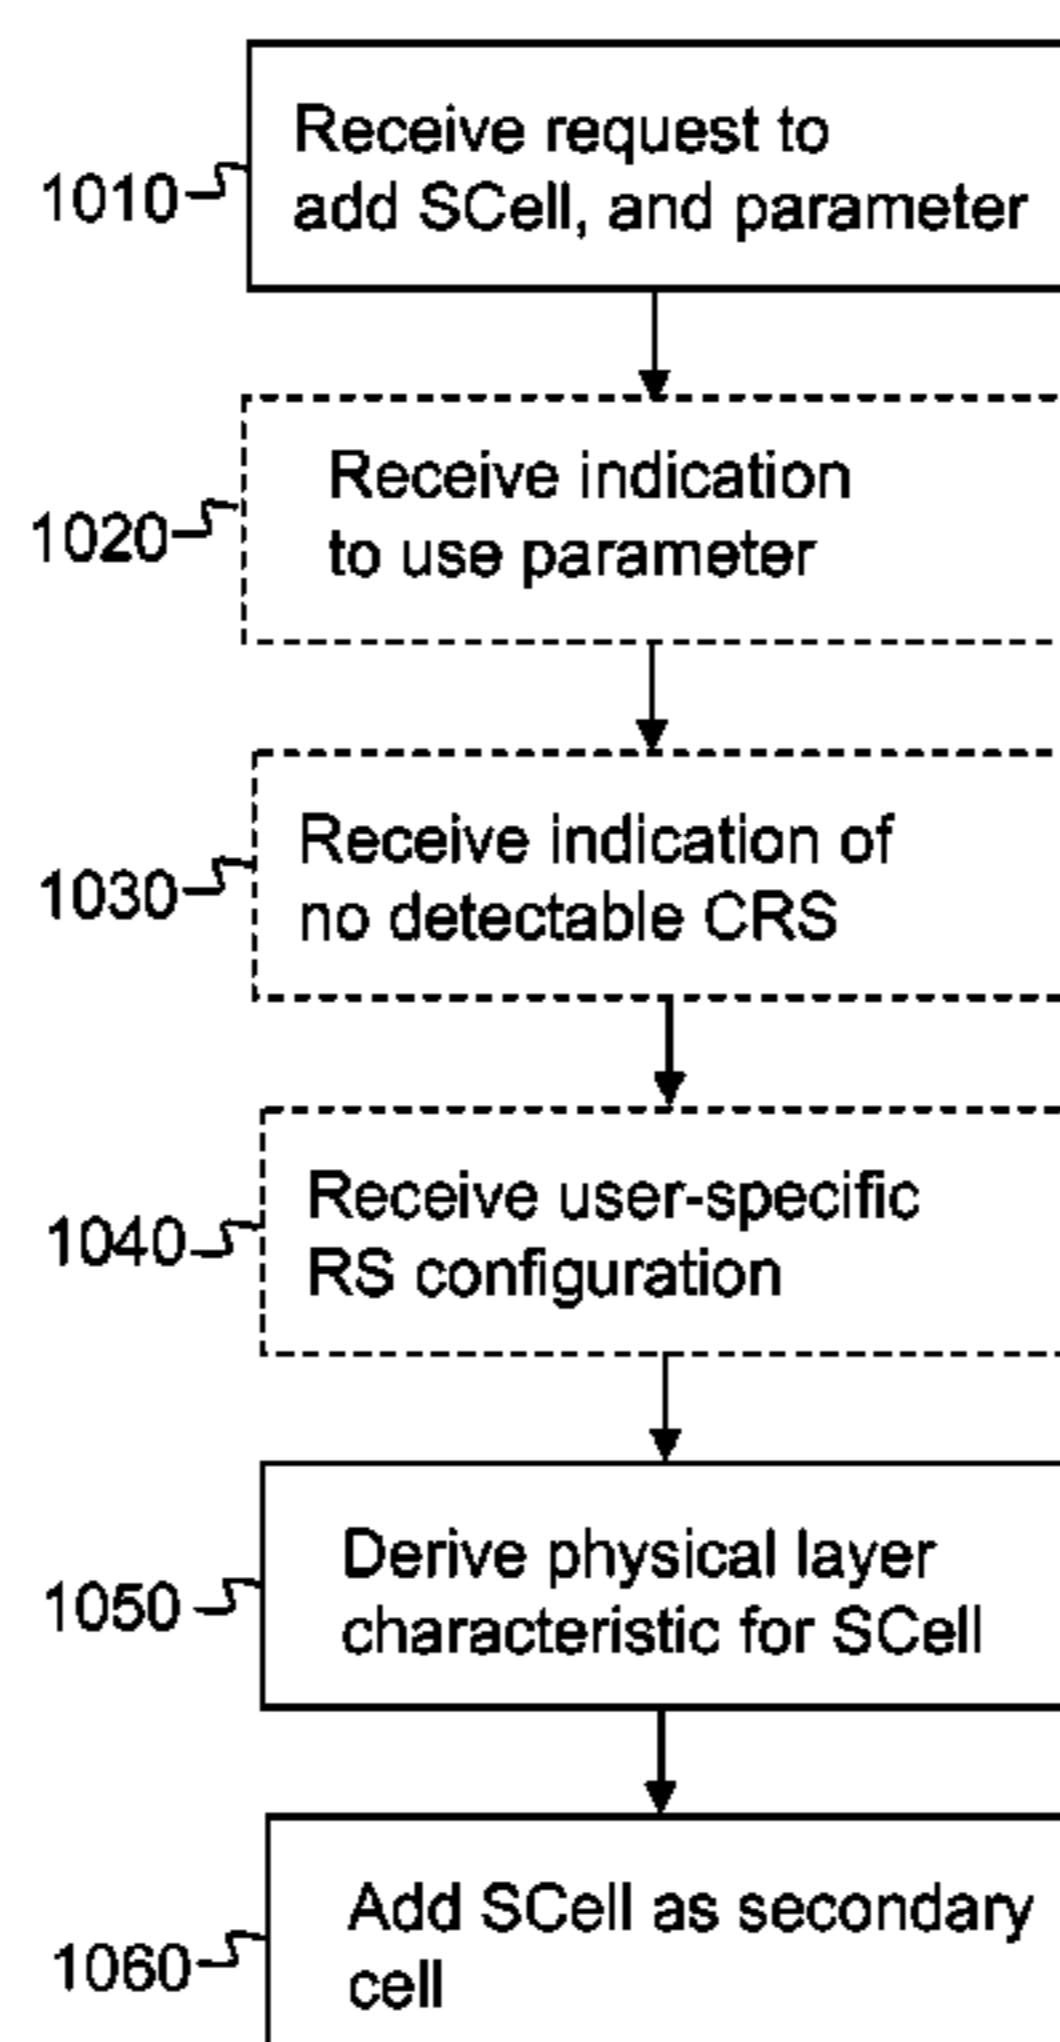 1010
Receive request to
add SCell, and parameter
1020
Receive indication
to use parameter
1030
Receive indication of
no detectable CRS
1040
Receive user-specific
RS configuration
1050
Derive physical layer
characteristic for SCell
1060
Add SCell as secondary
cell